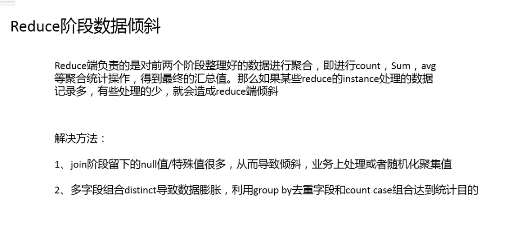 Reduce阶段数据倾斜
Reduce端负责的是对前两个阶段整理好的数据进行聚合，即进行count，Sum，avg
等聚合统计操作，得到最终的汇总值。那么如果某些reduce的instance处理的数据
记录多，有些处理的少，就会造成reduce端倾斜
解决方法：
1、join阶段留下的null值/特殊值很多，从而导致倾斜，业务上处理或者随机化聚集值
2、多字段组合distinct导致数据膨胀，利用group by去重字段和count case组合达到统计目的